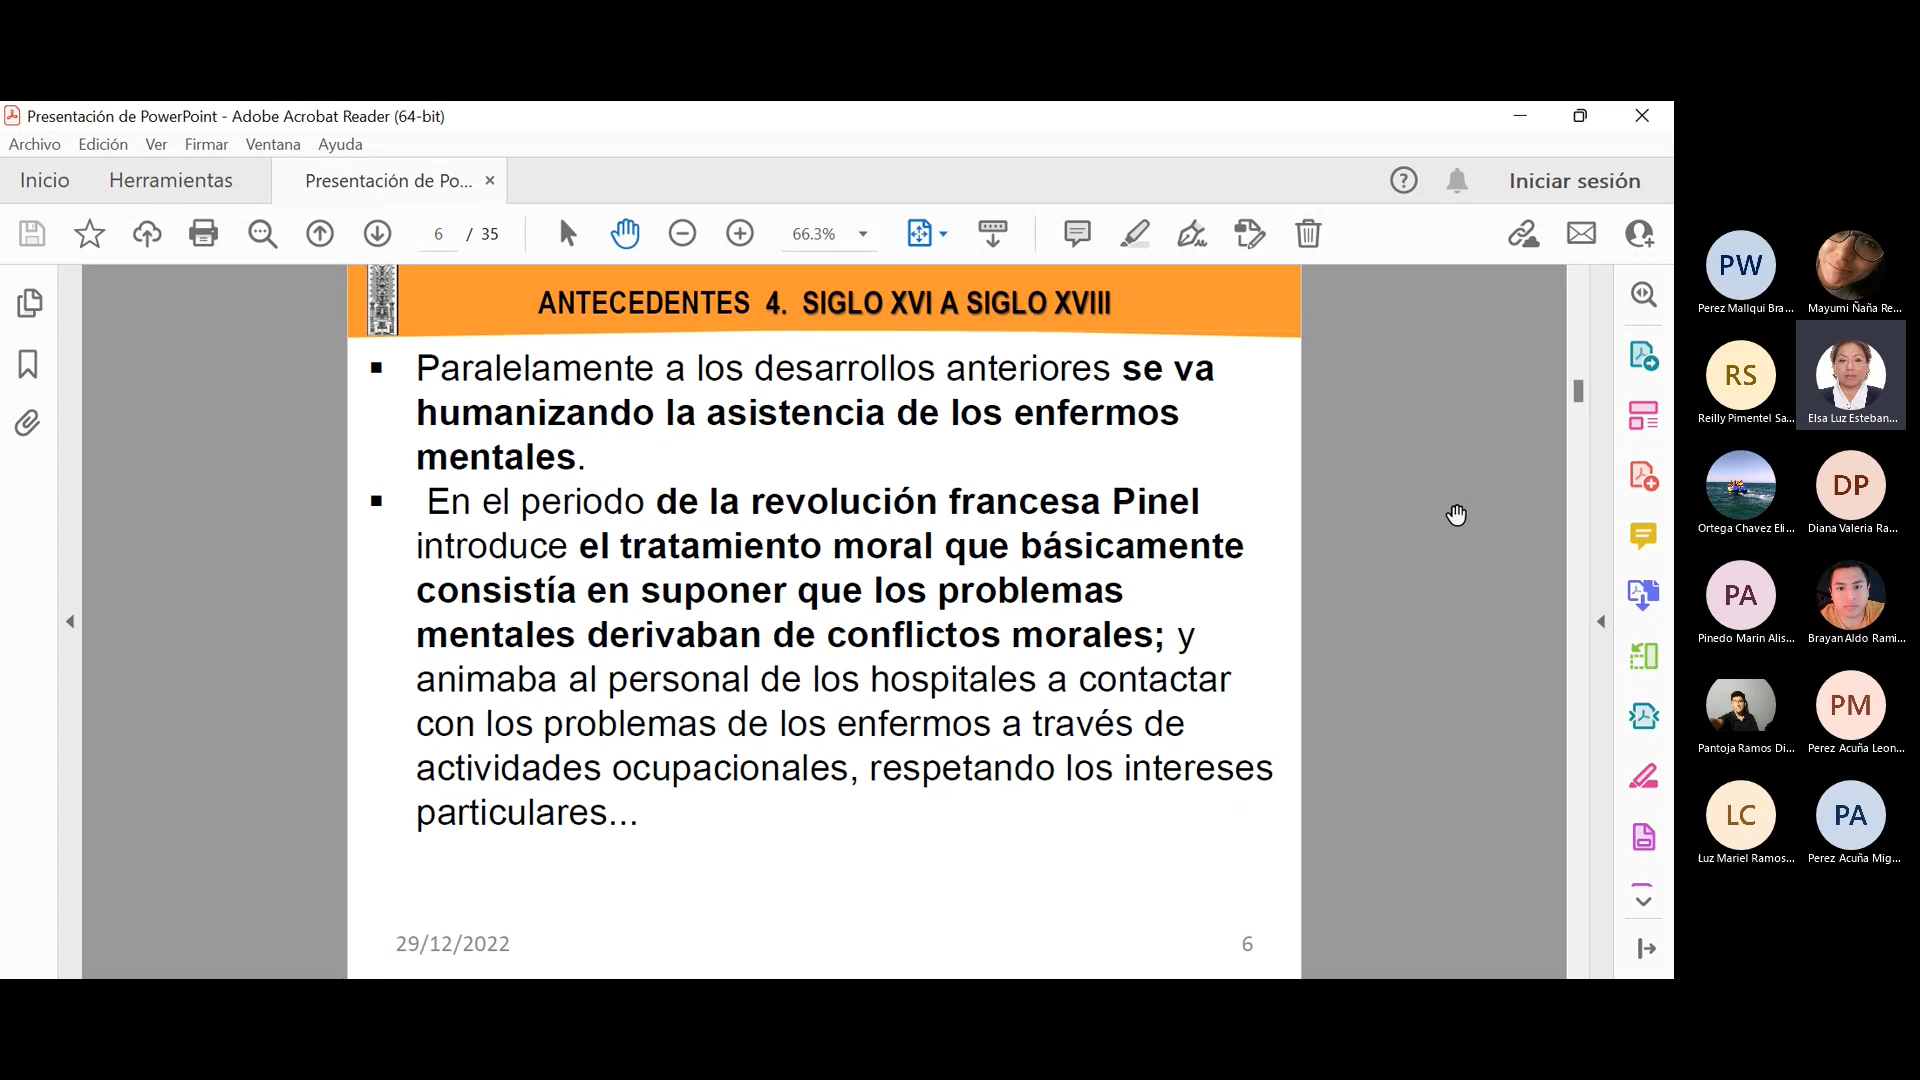 Presentación de PowerPoint - Adobe Acrobat Reader (64-bit)
Archivo Edición Ver Firmar Ventana Ayuda
Inicio Herramientas Presentación de Po... × Iniciar sesión
6 / 35 66.3%
ANTECEDENTES 4. SIGLO XVI A SIGLO XVIII
▪ Paralelamente a los desarrollos anteriores se va
humanizando la asistencia de los enfermos
mentales.
▪ En el periodo de la revolución francesa Pinel
introduce el tratamiento moral que básicamente
consistía en suponer que los problemas
mentales derivaban de conflictos morales; y
animaba al personal de los hospitales a contactar
con los problemas de los enfermos a través de
actividades ocupacionales, respetando los intereses
particulares...
29/12/2022 6
PW
Perez Mallqui Bra... Mayumi Ñaña Re...
RS
Reilly Pimentel Sa... Elsa Luz Esteban...
DP
Ortega Chavez Eli... Diana Valeria Ra...
PA
Pinedo Marin Alis... Brayan Aldo Rami...
PM
Pantoja Ramos Di... Perez Acuña Leon...
LC PA
Luz Mariel Ramos... Perez Acuña Mig...